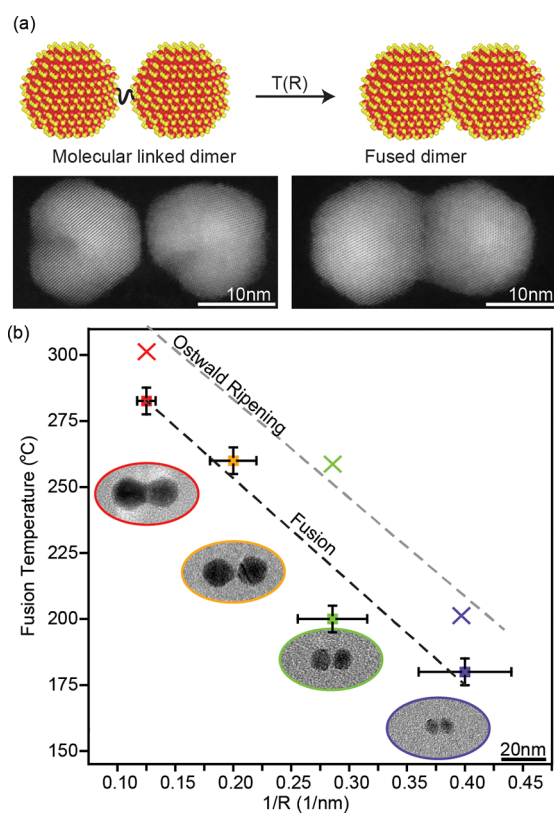 (a)
T(R)
Molecular linked dimer
Fused dimer
10nm
10nm
(b)
Ostwald Ripening
Fusion
Fusion Temperature (ºC)
300
275
250
225
200
175
150
20nm
0.10 0.15 0.20 0.25 0.30 0.35 0.40 0.45
1/R (1/nm)